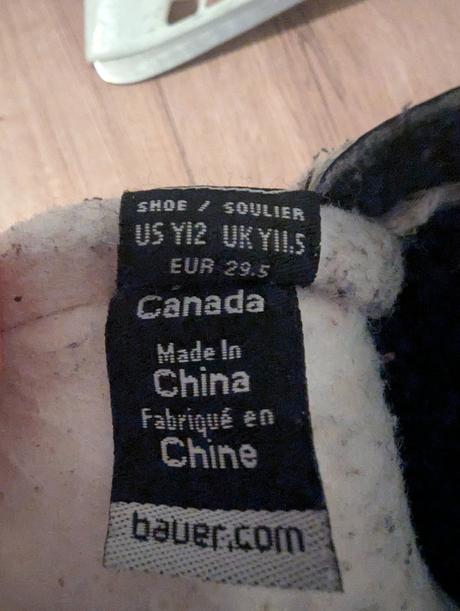 SHOE / SOULIER
US Y12 UK Y11.5
EUR 29.5
Canada
Made In
China
Fabriqué en
Chine
bauer.com